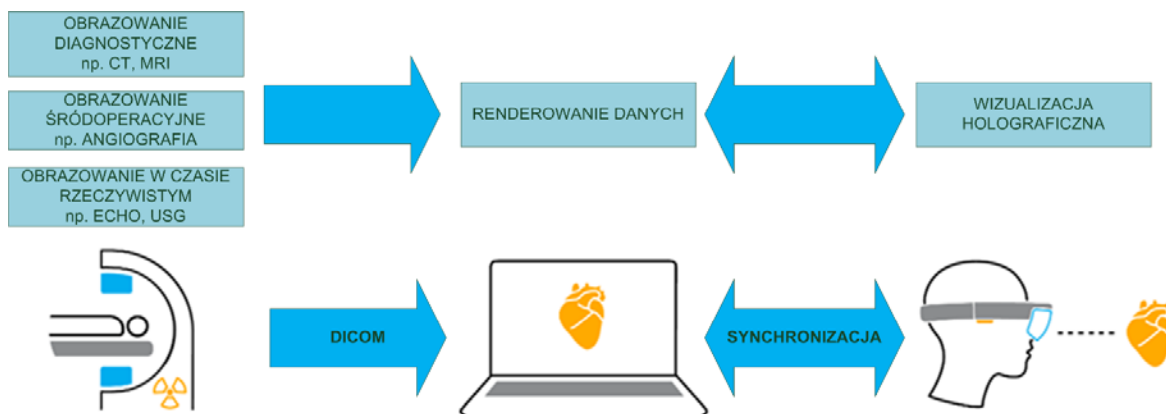 OBRAZOWANIE
DIAGNOSTYCZNE
np. CT, MRI
OBRAZOWANIE
ŚRÓDOPERACYJNE
np. ANGIOGRAFIA
OBRAZOWANIE W CZASIE
RZECZYWISTYM
np. ECHO, USG
RENDEROWANIE DANYCH
WIZUALIZACJA
HOLOGRAFICZNA
DICOM
SYNCHRONIZACJA